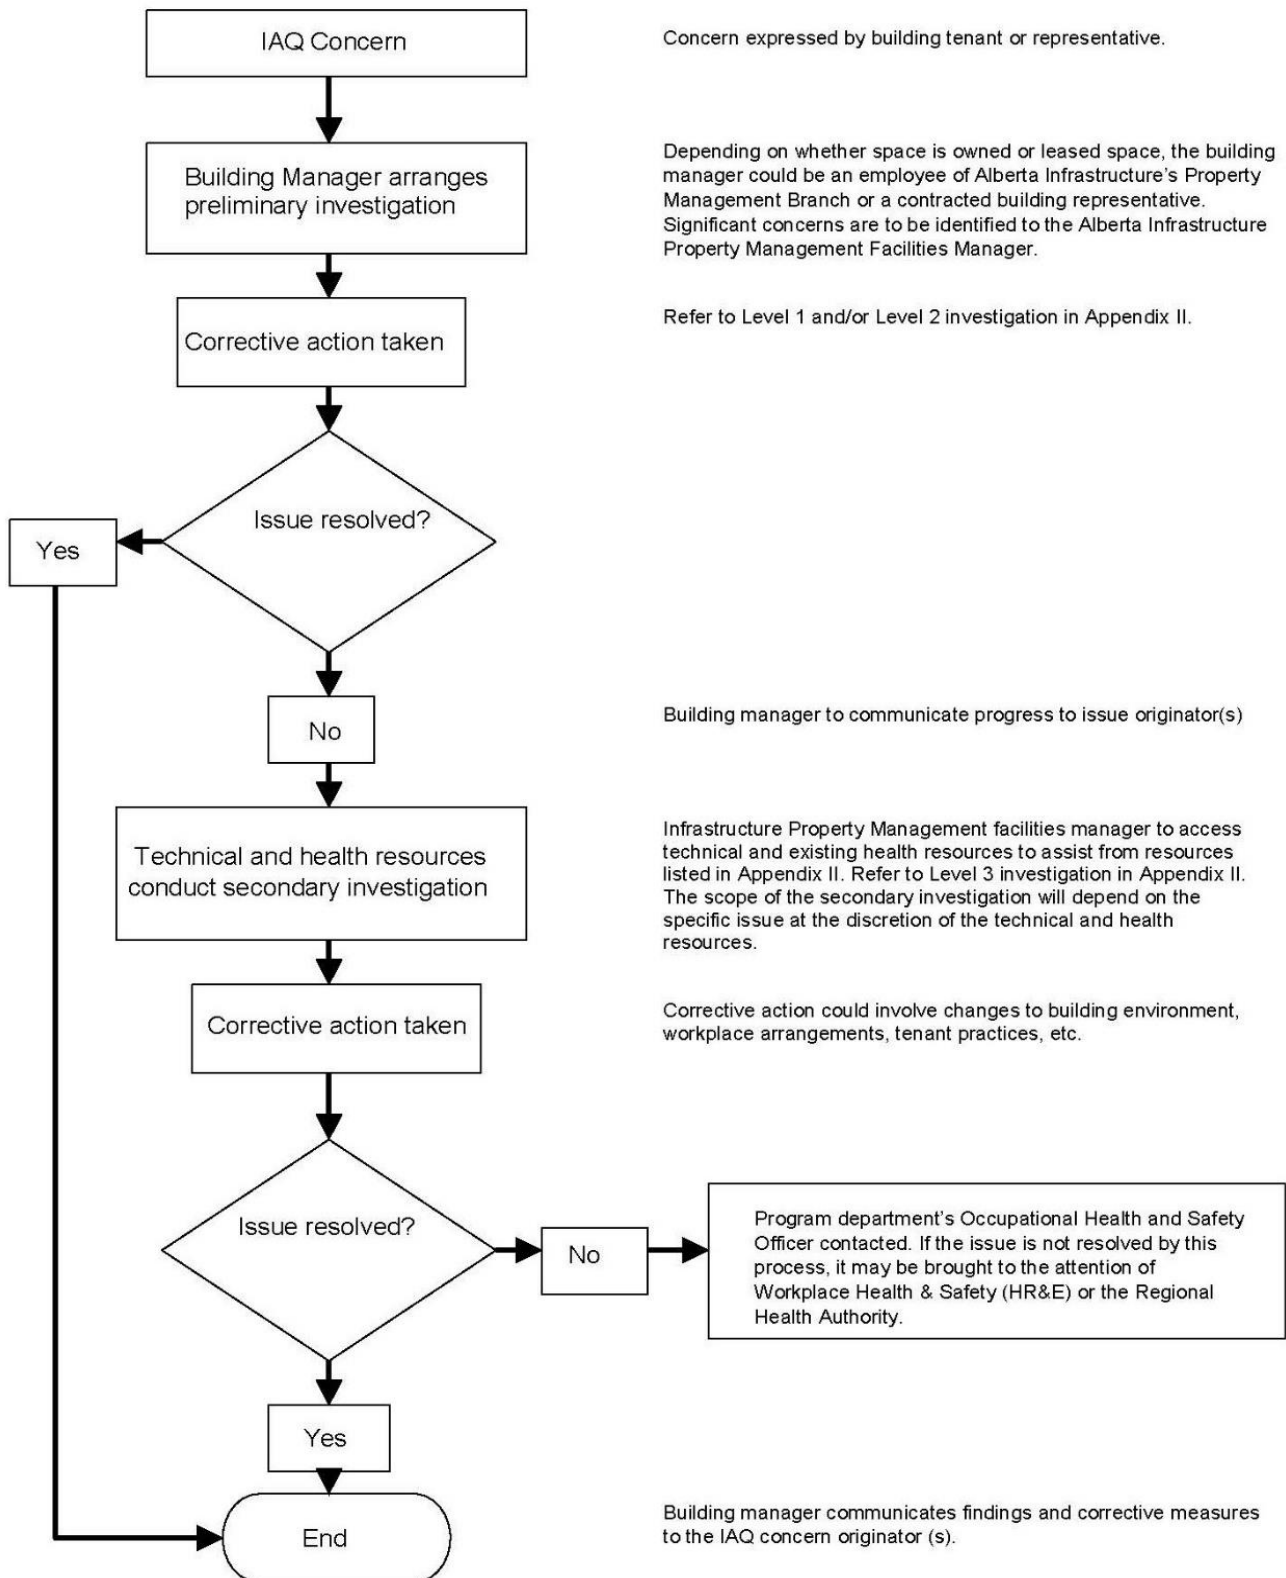 IAQ Concern
Concern expressed by building tenant or representative.
Building Manager arranges
preliminary investigation
Depending on whether space is owned or leased space, the building
manager could be an employee of Alberta Infrastructure's Property
Management Branch or a contracted building representative.
Significant concerns are to be identified to the Alberta Infrastructure
Property Management Facilities Manager.
Corrective action taken
Refer to Level 1 and/or Level 2 investigation in Appendix II.
Issue resolved?
Yes
No
Building manager to communicate progress to issue originator(s)
Technical and health resources
conduct secondary investigation
Infrastructure Property Management facilities manager to access
technical and existing health resources to assist from resources
listed in Appendix II. Refer to Level 3 investigation in Appendix II.
The scope of the secondary investigation will depend on the
specific issue at the discretion of the technical and health
resources.
Corrective action taken
Corrective action could involve changes to building environment,
workplace arrangements, tenant practices, etc.
Issue resolved?
No
Program department's Occupational Health and Safety
Officer contacted. If the issue is not resolved by this
process, it may be brought to the attention of
Workplace Health & Safety (HR&E) or the Regional
Health Authority.
Yes
End
Building manager communicates findings and corrective measures
to the IAQ concern originator (s).